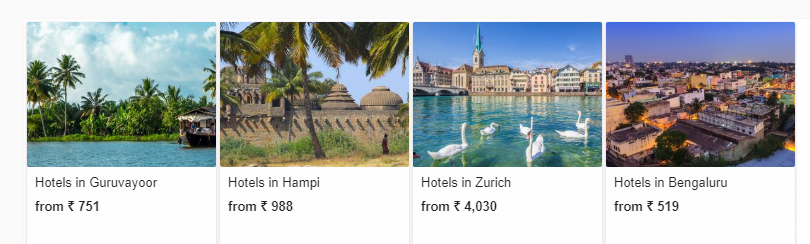 Hotels in Guruvayoor
from ₹ 751
Hotels in Hampi
from ₹ 988
Hotels in Zurich
from ₹ 4,030
Hotels in Bengaluru
from ₹ 519